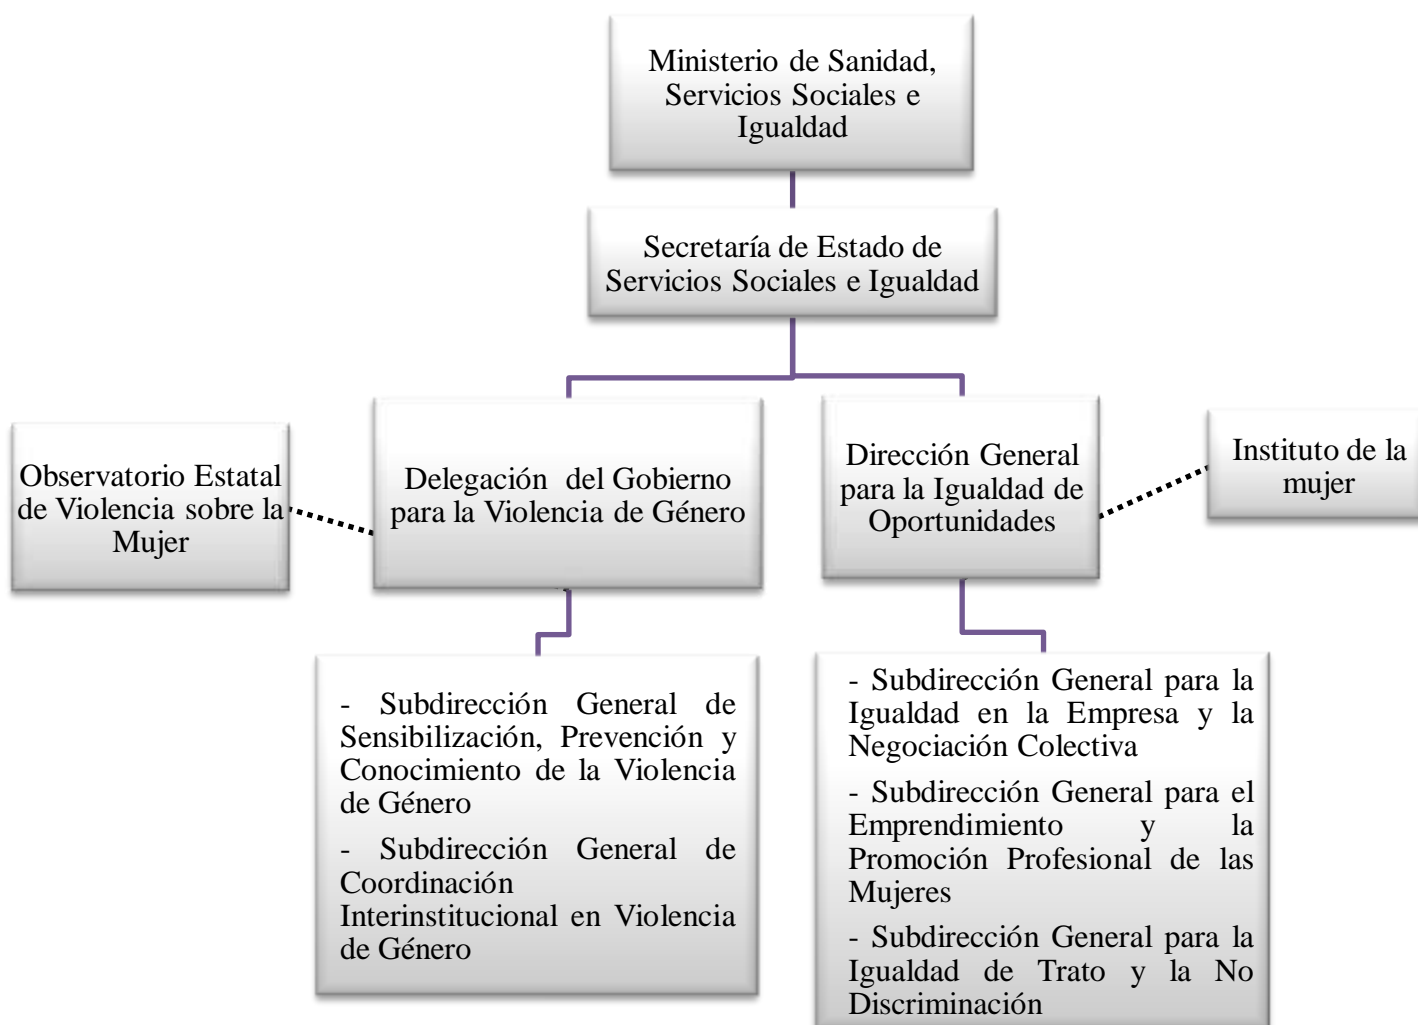 Ministerio de Sanidad,
Servicios Sociales e
Igualdad
Secretaría de Estado de
Servicios Sociales e Igualdad
Observatorio Estatal
de Violencia sobre la
Mujer
Delegación del Gobierno
para la Violencia de Género
Dirección General
para la Igualdad de
Oportunidades
Instituto de la
mujer
- Subdirección General de
Sensibilización, Prevención y
Conocimiento de la Violencia
de Género
- Subdirección General de
Coordinación
Interinstitucional en Violencia
de Género
- Subdirección General para la
Igualdad en la Empresa y la
Negociación Colectiva
- Subdirección General para el
Emprendimiento y la
Promoción Profesional de las
Mujeres
- Subdirección General para la
Igualdad de Trato y la No
Discriminación